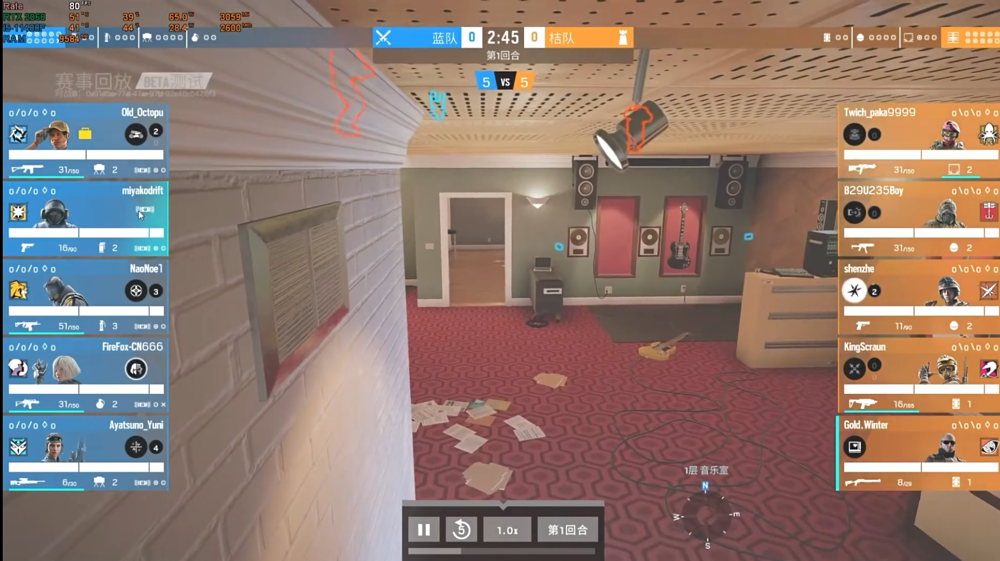 Rate 80 FPS
RTX 2060 51 °C 39 % 65.0 W 3059 MB
I5-11400F 41 °C 44 % 28.4 W 2600 MHz
RAM 9584 MB
蓝队 0 2:45 0 桔队
第1回合
5 VS 5
赛事回放 BETA测试
0/0/0 ◇ 0 Old_Octopu
2
0
31/150 2
0/0/0 ◇ 0 miyakodrift
16/90 2
0/0/0 ◇ 0 NaoNoe1
3
51/150 3
0/0/0 ◇ 0 FireFox-CN666
31/150 2
0/0/0 ◇ 0 Ayatsuno_Yuni
4
6/30 2
Twich_paka9999 0\0\0 ◇ 0
0
31/150 2
B29U235Boy 0\0\0 ◇ 0
0
31/150 2
shenzhe 0\0\0 ◇ 0
2
11/90 2
KingScraun 0\0\0 ◇ 0
0
0
16/165 1
Gold.Winter 0\0\0 ◇ 0
8/29 1
1层 音乐室
N
W E
S
5 1.0x 第1回合